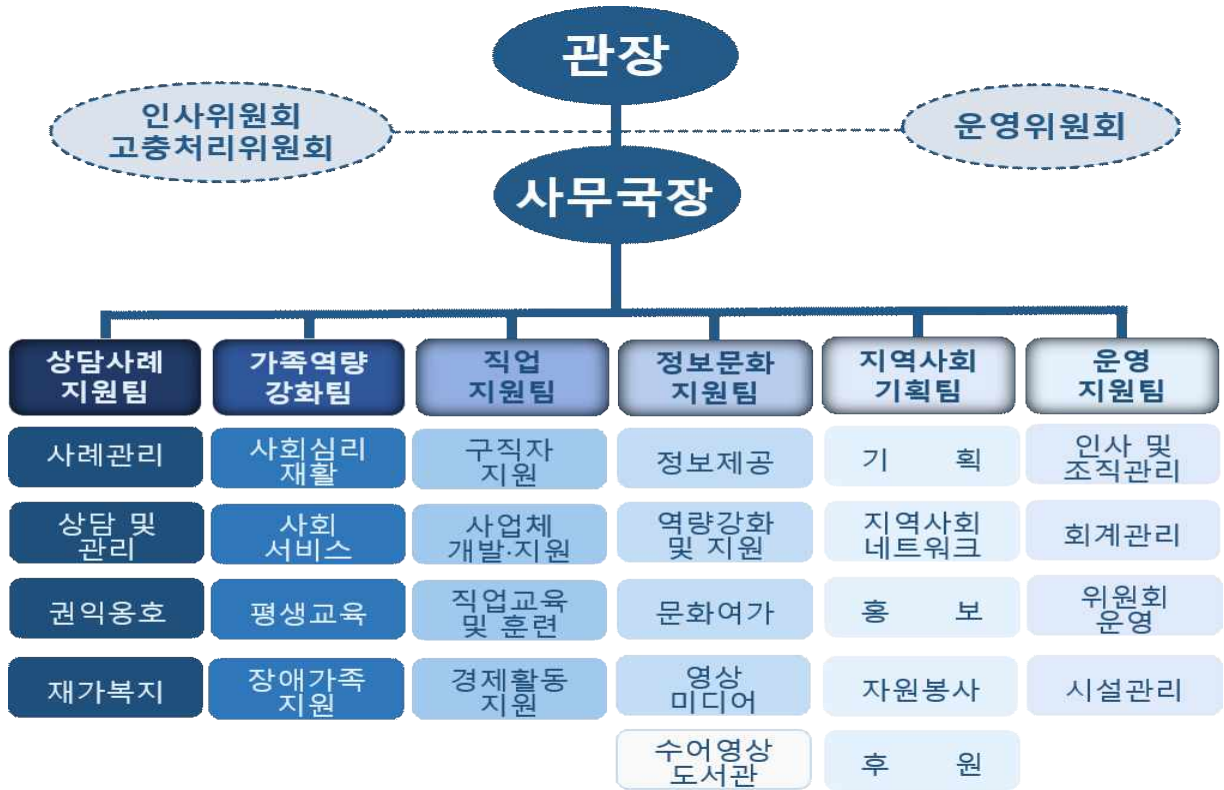 관장
인사위원회
고충처리위원회
운영위원회
사무국장
상담사례
지원팀
사례관리
상담 및
관리
권익옹호
재가복지
가족역량
강화팀
사회심리
재활
사회
서비스
평생교육
장애가족
지원
직업
지원팀
구직자
지원
사업체
개발·지원
직업교육
및 훈련
경제활동
지원
정보문화
지원팀
정보제공
역량강화
및 지원
문화여가
영상
미디어
수어영상
도서관
지역사회
기획팀
기 획
지역사회
네트워크
홍 보
자원봉사
후 원
운영
지원팀
인사 및
조직관리
회계관리
위원회
운영
시설관리